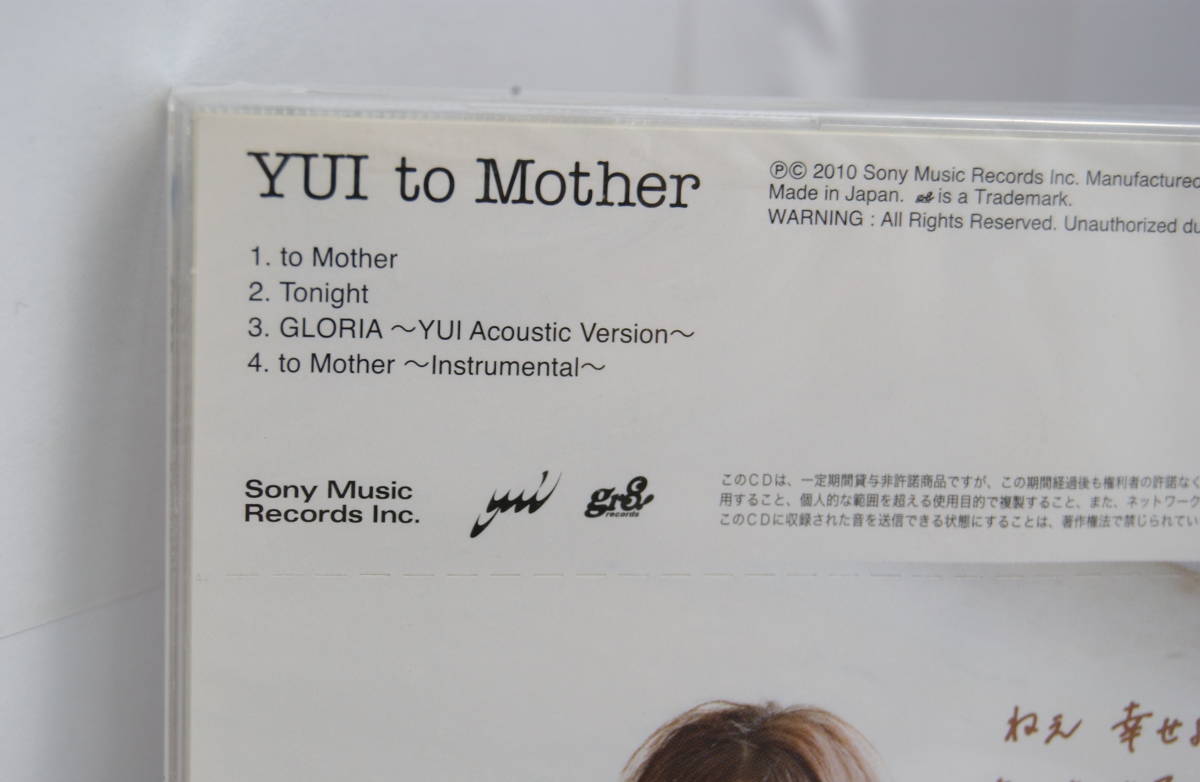 YUI to Mother
1. to Mother
2. Tonight
3. GLORIA ～YUI Acoustic Version～
4. to Mother ～Instrumental～
℗© 2010 Sony Music Records Inc. Manufactured
Made in Japan. is a Trademark.
WARNING : All Rights Reserved. Unauthorized du
Sony Music
Records Inc.
yui
gr8!
records
このCDは、一定期間貸与非許諾商品ですが、この期間経過後も権利者の許諾なく
用すること、個人的な範囲を超える使用目的で複製すること、また、ネットワーク
このCDに収録された音を送信できる状態にすることは、著作権法で禁じられてい
ねえ 幸せ